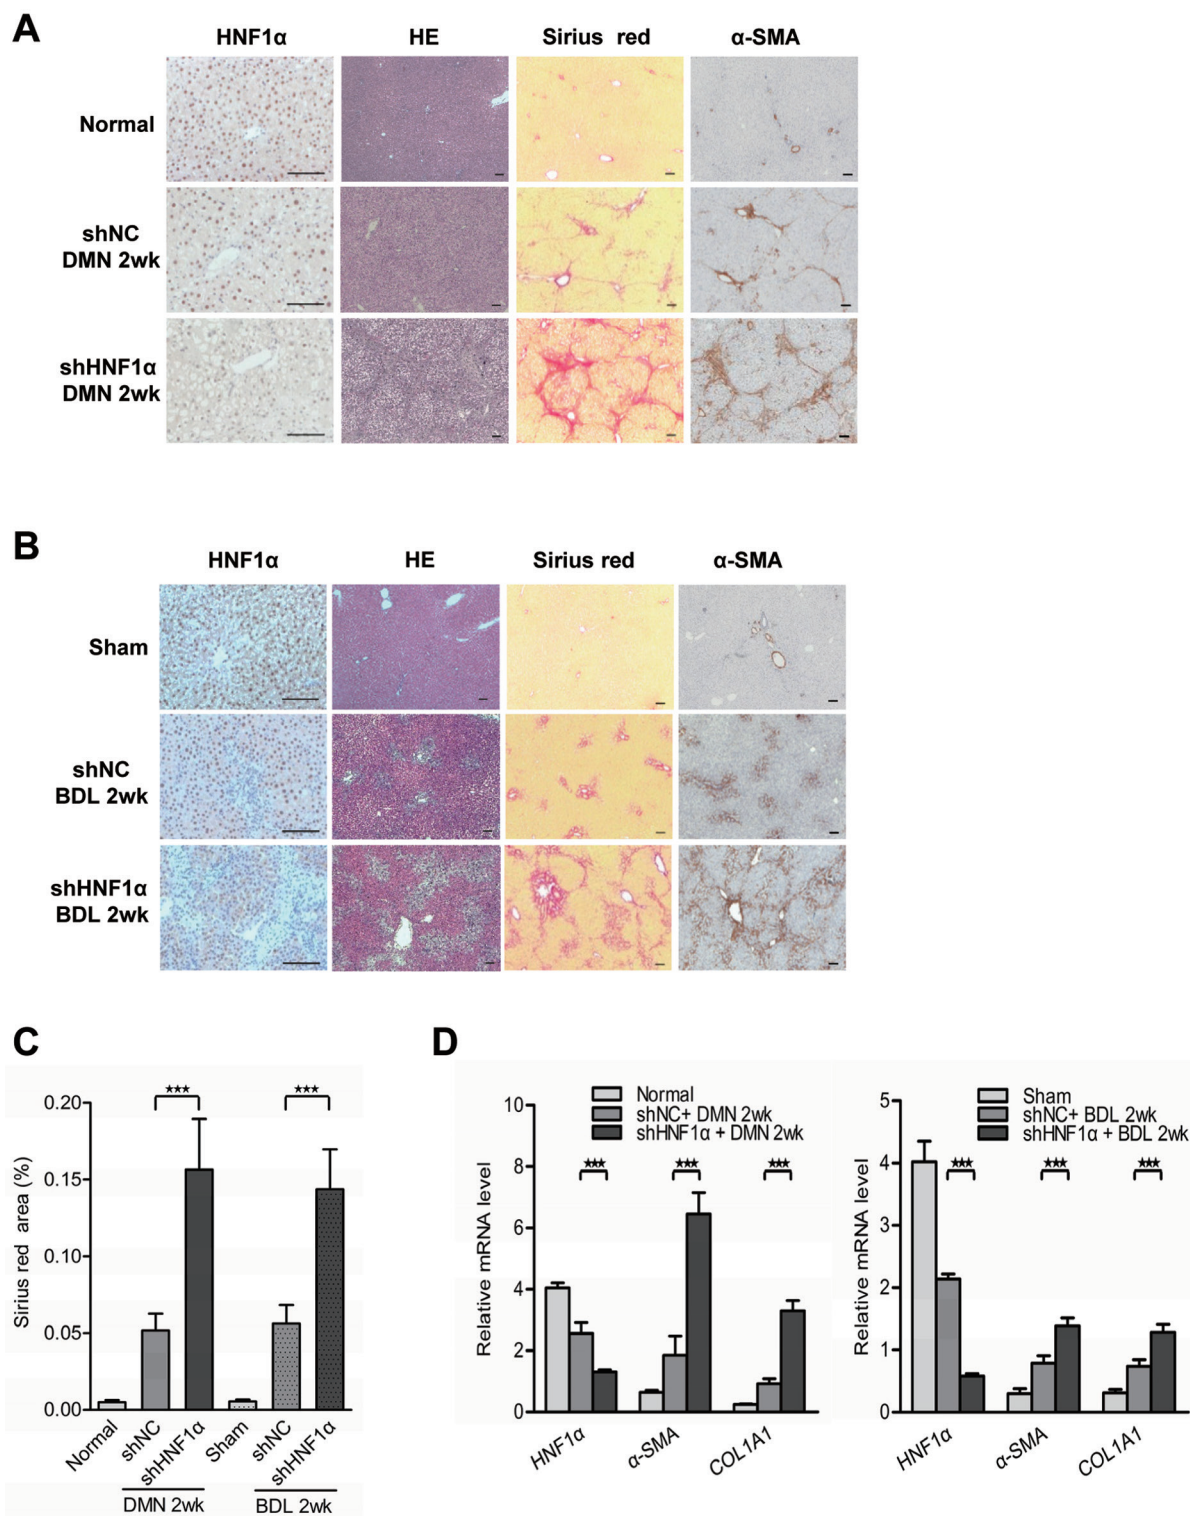 A
HNF1α HE Sirius red α-SMA
Normal
shNC
DMN 2wk
shHNF1α
DMN 2wk
B
HNF1α HE Sirius red α-SMA
Sham
shNC
BDL 2wk
shHNF1α
BDL 2wk
C
Sirius red area (%)
0.20
0.15
0.10
0.05
0.00
★★★ ★★★
Normal shNC shHNF1α Sham shNC shHNF1α
DMN 2wk BDL 2wk
D
Relative mRNA level
10
8
6
4
2
0
Normal
shNC+ DMN 2wk
shHNF1α + DMN 2wk
★★★ ★★★ ★★★
HNF1α α-SMA COL1A1
Relative mRNA level
5
4
3
2
1
0
Sham
shNC+ BDL 2wk
shHNF1α + BDL 2wk
★★★ ★★★ ★★★
HNF1α α-SMA COL1A1